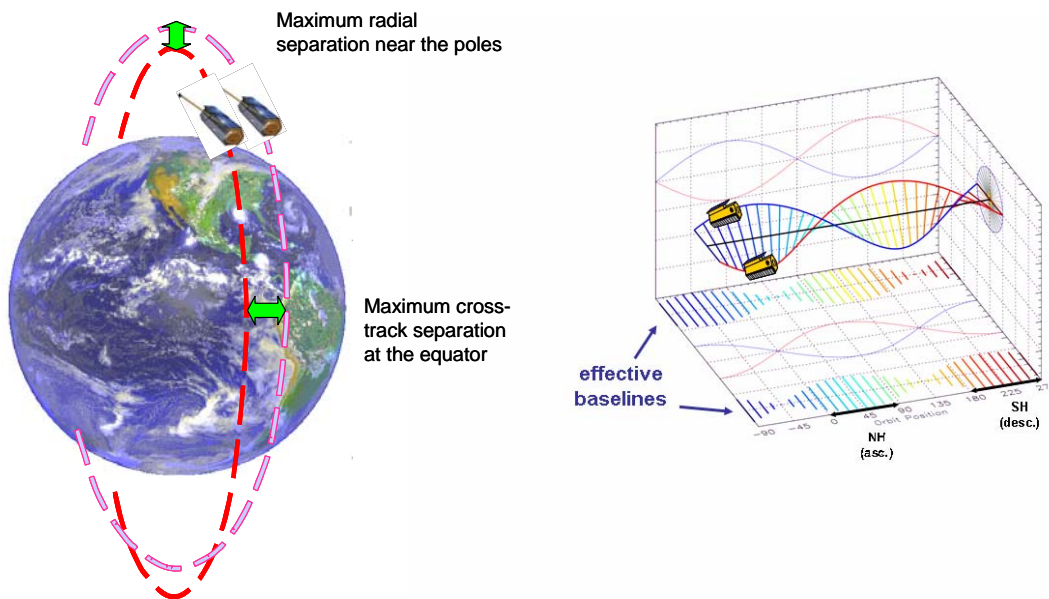 Maximum radial
separation near the poles
Maximum cross-
track separation
at the equator
effective
baselines
-90
-45
0
45
90
135
180
225
Orbit Position
NH
(asc.)
SH
(desc.)